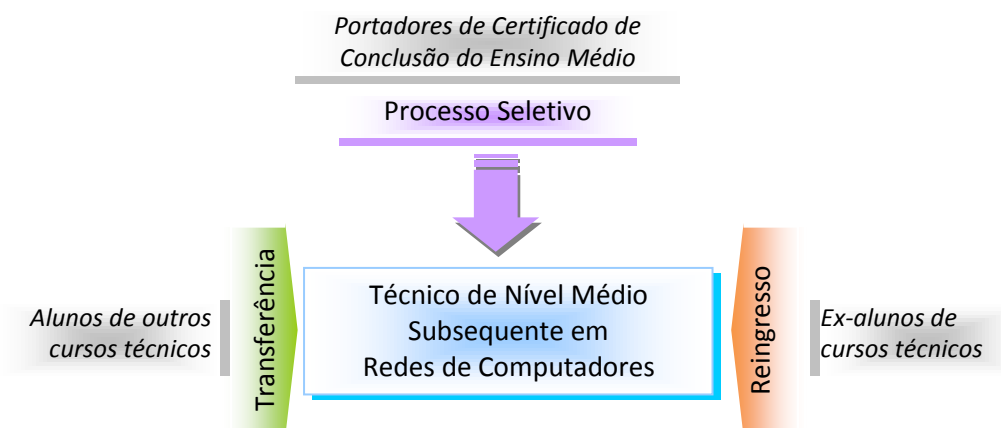 Portadores de Certificado de
Conclusão do Ensino Médio
Processo Seletivo
Transferência
Alunos de outros
cursos técnicos
Técnico de Nível Médio
Subsequente em
Redes de Computadores
Reingresso
Ex-alunos de
cursos técnicos